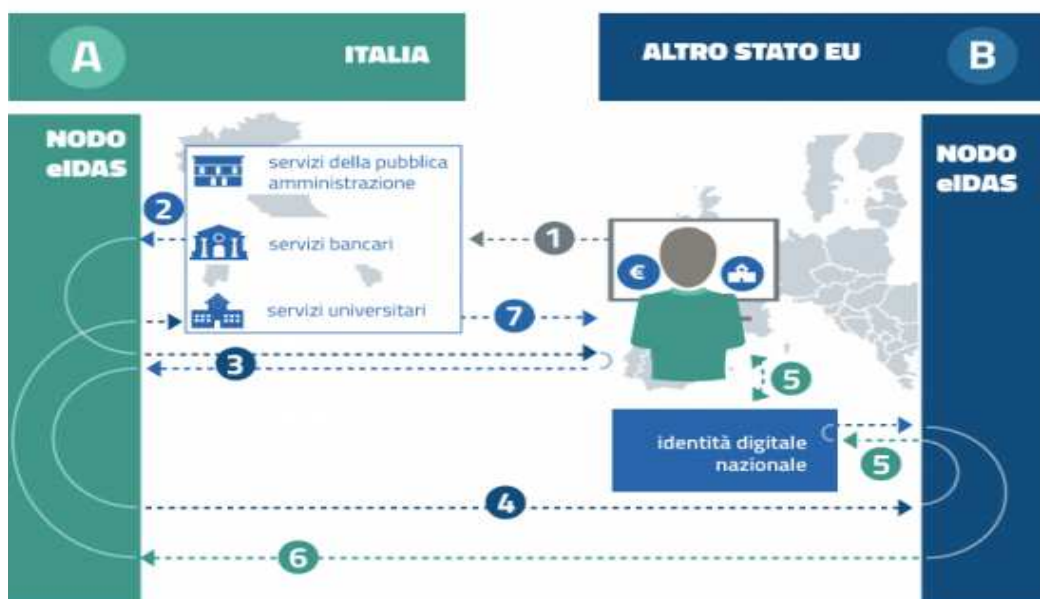 A
ITALIA
ALTRO STATO EU
B
NODO
eIDAS
NODO
eIDAS
servizi della pubblica
amministrazione
2
servizi bancari
1
€
servizi universitari
7
3
5
identità digitale
nazionale
5
4
6